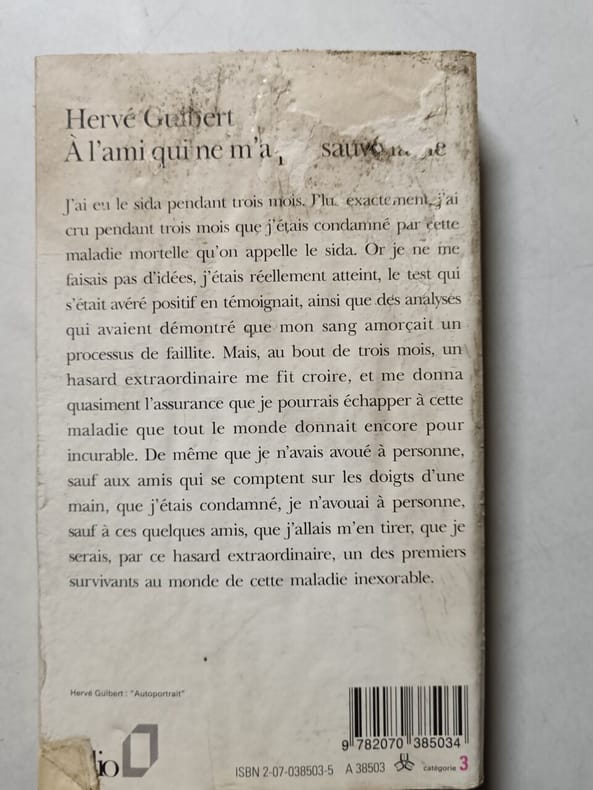 Hervé Guibert
À l'ami qui ne m'a sauvé
J'ai eu le sida pendant trois mois. Plus exactement, j'ai
cru pendant trois mois que j'étais condamné par cette
maladie mortelle qu'on appelle le sida. Or je ne me
faisais pas d'idées, j'étais réellement atteint, le test qui
s'était avéré positif en témoignait, ainsi que des analyses
qui avaient démontré que mon sang amorçait un
processus de faillite. Mais, au bout de trois mois, un
hasard extraordinaire me fit croire, et me donna
quasiment l'assurance que je pourrais échapper à cette
maladie que tout le monde donnait encore pour
incurable. De même que je n'avais avoué à personne,
sauf aux amis qui se comptent sur les doigts d'une
main, que j'étais condamné, je n'avouai à personne,
sauf à ces quelques amis, que j'allais m'en tirer, que je
serais, par ce hasard extraordinaire, un des premiers
survivants au monde de cette maladie inexorable.
Hervé Guibert : "Autoportrait"
9 782070 385034
ISBN 2-07-038503-5 A 38503 catégorie 3